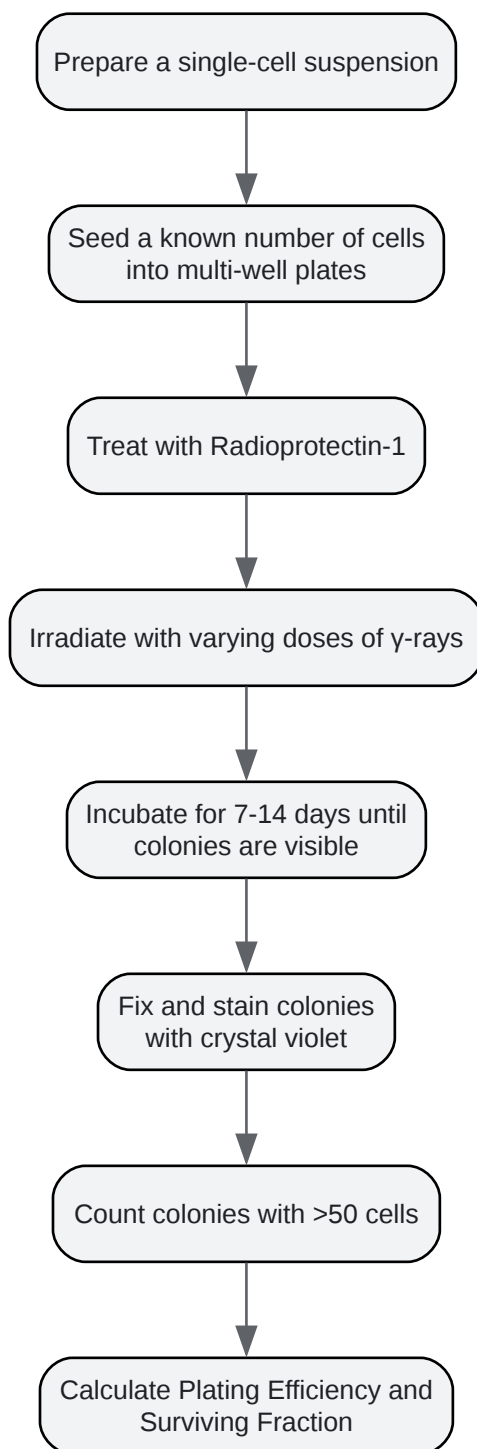 Prepare a single-cell suspension
Seed a known number of cells
into multi-well plates
Treat with Radioprotectin-1
Irradiate with varying doses of γ-rays
Incubate for 7-14 days until
colonies are visible
Fix and stain colonies
with crystal violet
Count colonies with >50 cells
Calculate Plating Efficiency and
Surviving Fraction